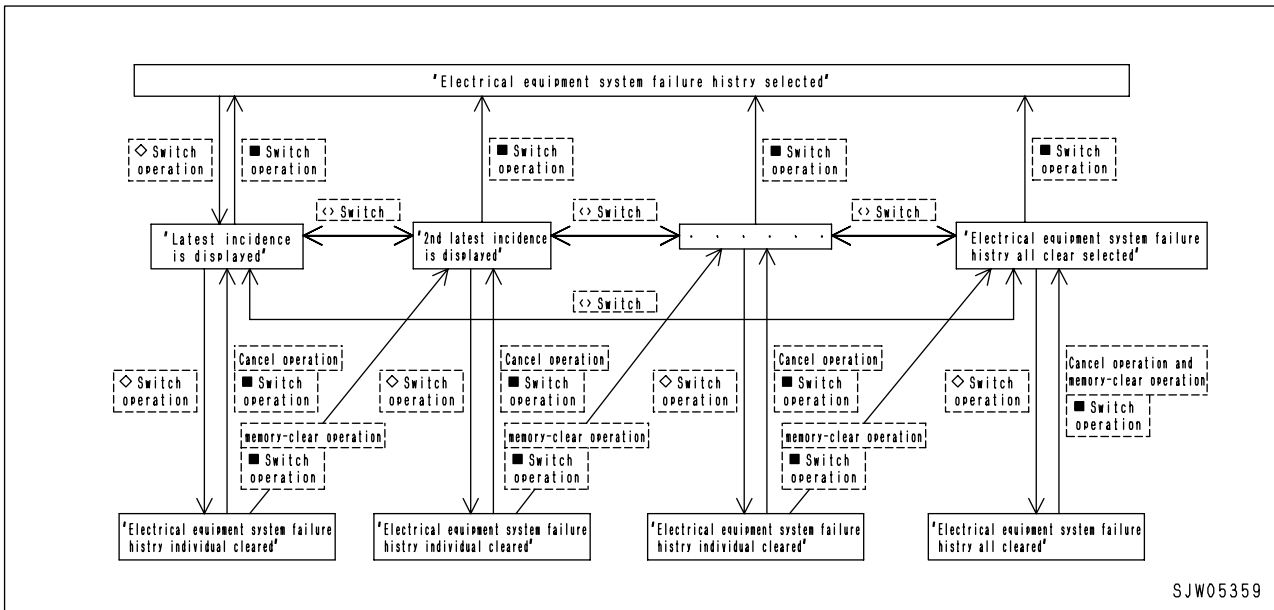 "Electrical equipment system failure histry selected"
◇ Switch
operation
■ Switch
operation
■ Switch
operation
■ Switch
operation
■ Switch
operation
<> Switch
<> Switch
<> Switch
"Latest incidence
is displayed"
"2nd latest incidence
is displayed"
. . . . . .
"Electrical equipment system failure
histry all clear selected"
<> Switch
◇ Switch
operation
Cancel operation
■ Switch
operation
memory-clear operation
■ Switch
operation
◇ Switch
operation
Cancel operation
■ Switch
operation
memory-clear operation
■ Switch
operation
◇ Switch
operation
Cancel operation
■ Switch
operation
memory-clear operation
■ Switch
operation
◇ Switch
operation
Cancel operation and
memory-clear operation
■ Switch
operation
"Electrical equipment system failure
histry individual cleared"
"Electrical equipment system failure
histry individual cleared"
"Electrical equipment system failure
histry individual cleared"
"Electrical equipment system failure
histry all cleared"
SJW05359